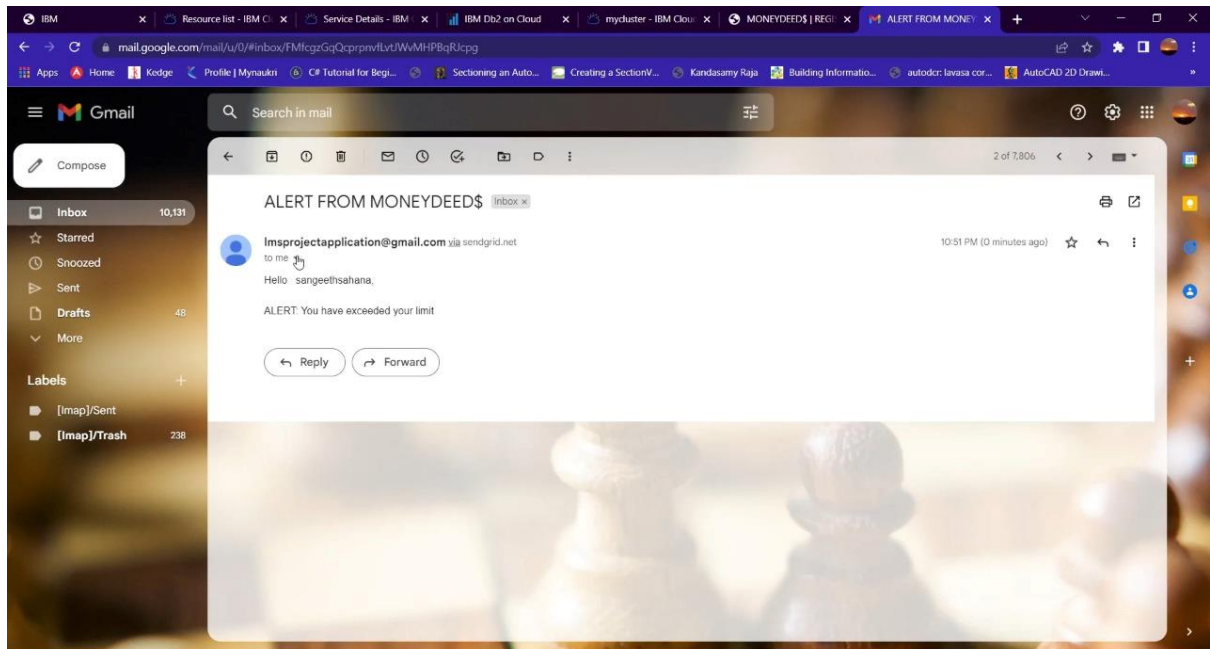 IBM
Resource list - IBM Cl
Service Details - IBM
IBM Db2 on Cloud
mycluster - IBM Clou
MONEYDEED$ | REGI
ALERT FROM MONEY
mail.google.com/mail/u/0/#inbox/FMfcgzGqQcprpnvfLvtJWvMHPBqRJcpg
Apps
Home
Kedge
Profile | Mynaukri
C# Tutorial for Begi...
Sectioning an Auto...
Creating a SectionV...
Kandasamy Raja
Building Informatio...
autodcr: lavasa cor...
AutoCAD 2D Drawi...
Gmail
Search in mail
Compose
2 of 7,806
Inbox 10,131
Starred
Snoozed
Sent
Drafts 48
More
Labels
[Imap]/Sent
[Imap]/Trash 238
ALERT FROM MONEYDEED$ Inbox ×
lmsprojectapplication@gmail.com via sendgrid.net
10:51 PM (0 minutes ago)
to me
Hello sangeethsahana,
ALERT: You have exceeded your limit
Reply
Forward